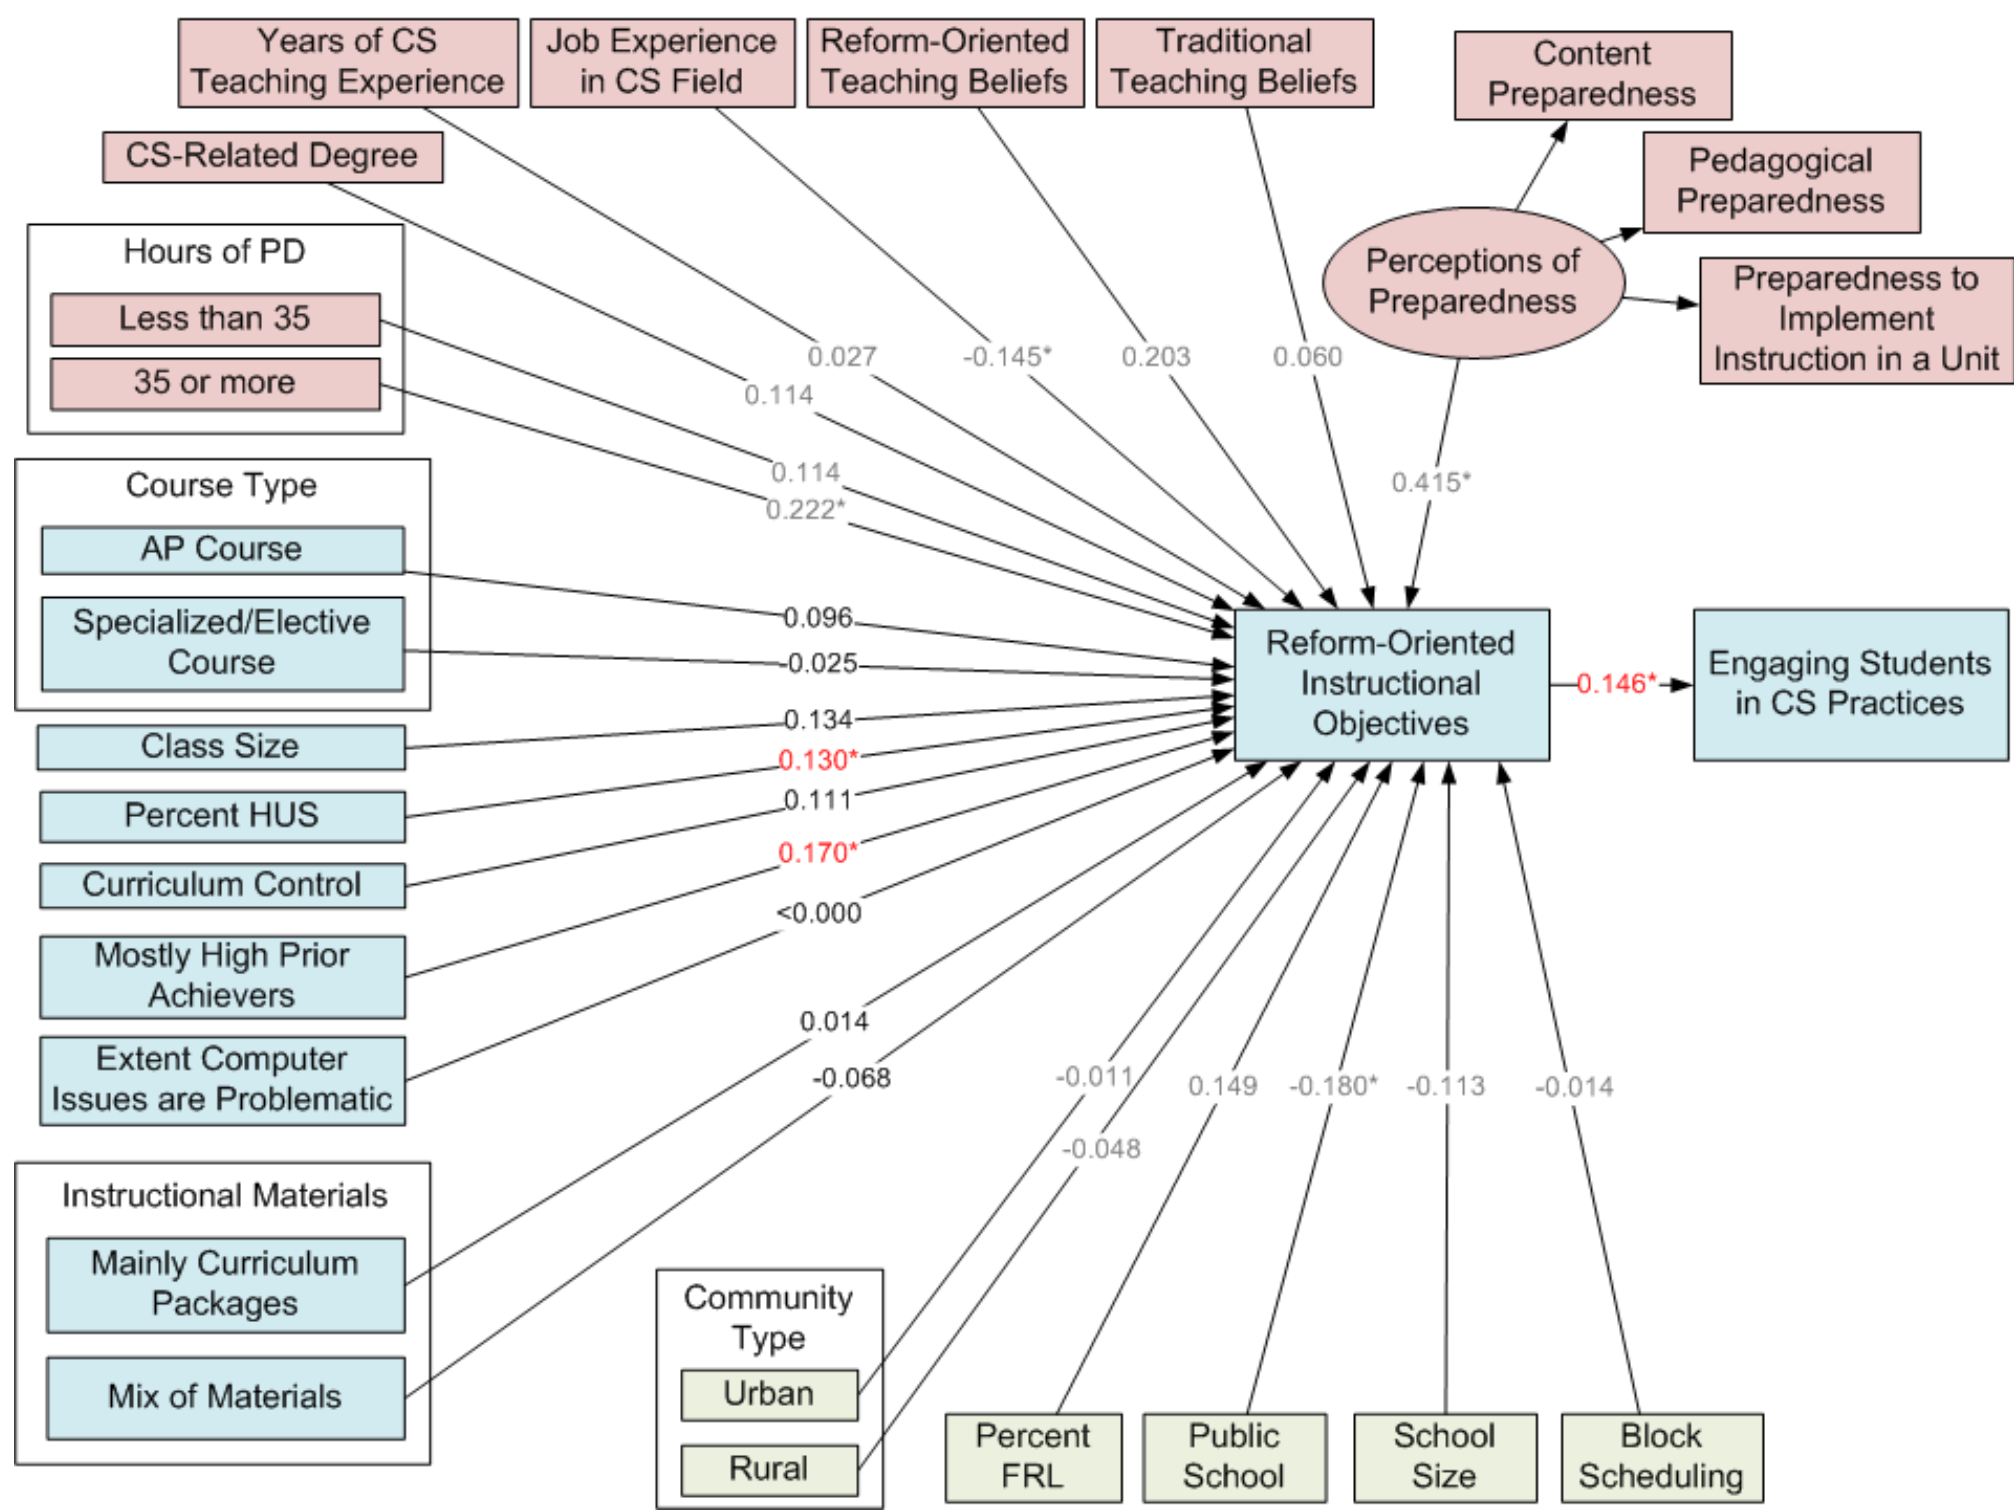 Years of CS
Teaching Experience
Job Experience
in CS Field
Reform-Oriented
Teaching Beliefs
Traditional
Teaching Beliefs
Content
Preparedness
CS-Related Degree
Pedagogical
Preparedness
Hours of PD
Less than 35
35 or more
Perceptions of
Preparedness
Preparedness to
Implement
Instruction in a Unit
0.027
-0.145*
0.203
0.060
0.114
0.114
0.222*
0.415*
Course Type
AP Course
Specialized/Elective
Course
0.096
-0.025
Reform-Oriented
Instructional
Objectives
0.146*
Engaging Students
in CS Practices
Class Size
0.134
Percent HUS
0.130*
Curriculum Control
0.111
Mostly High Prior
Achievers
0.170*
Extent Computer
Issues are Problematic
<0.000
0.014
-0.068
-0.011
-0.048
0.149
-0.180*
-0.113
-0.014
Instructional Materials
Mainly Curriculum
Packages
Mix of Materials
Community
Type
Urban
Rural
Percent
FRL
Public
School
School
Size
Block
Scheduling